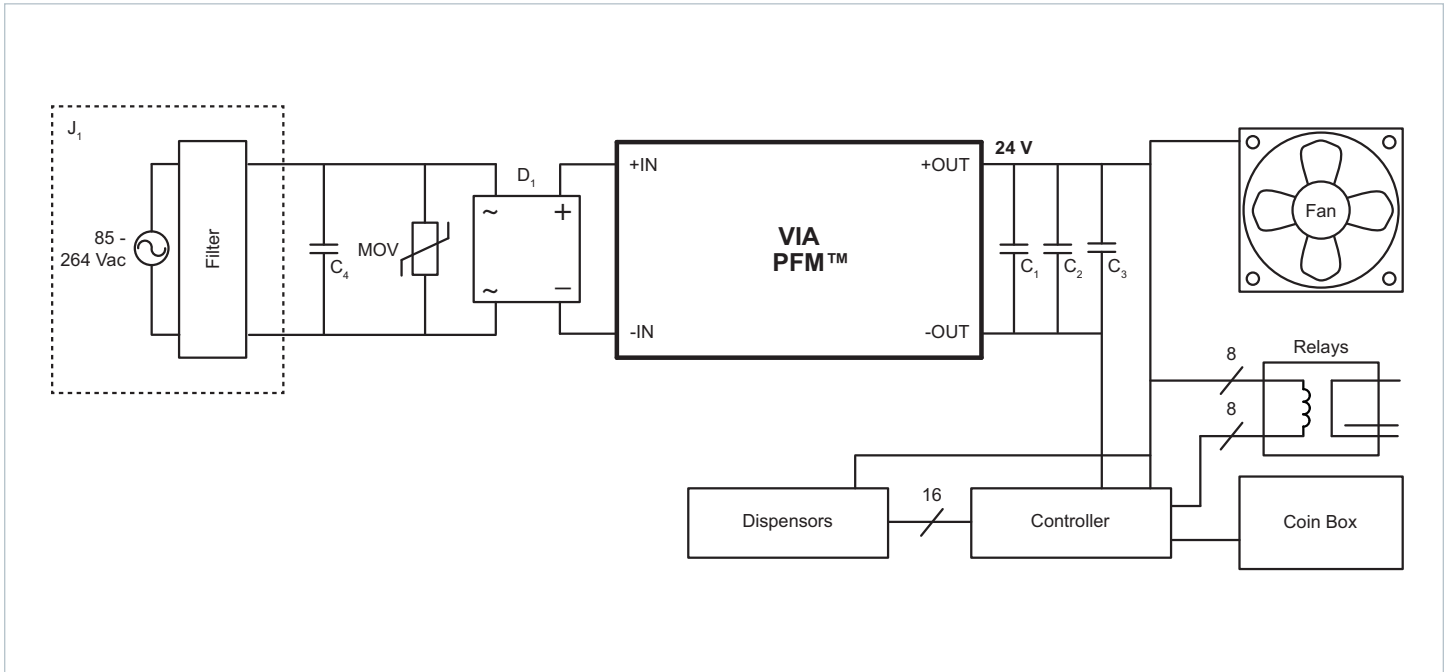 J1
85 -
264 Vac
Filter
C4
MOV
D1
~
+
~
–
+IN
-IN
VIA
PFM™
+OUT
-OUT
24 V
C1
C2
C3
Fan
Relays
8
8
Dispensors
16
Controller
Coin Box